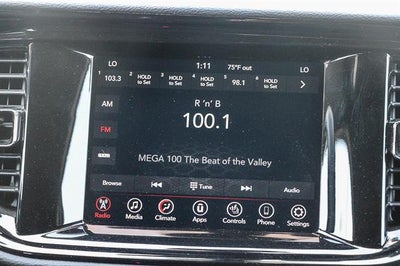 1:11
75°F out
LO
LO
1 103.3
2 HOLD to Set
3 HOLD to Set
4 HOLD to Set
5 98.1
6 HOLD to Set
AM
R 'n' B
100.1
FM
MEGA 100 The Beat of the Valley
Browse
Tune
Audio
Radio
Media
Climate
Apps
Controls
Phone
Settings